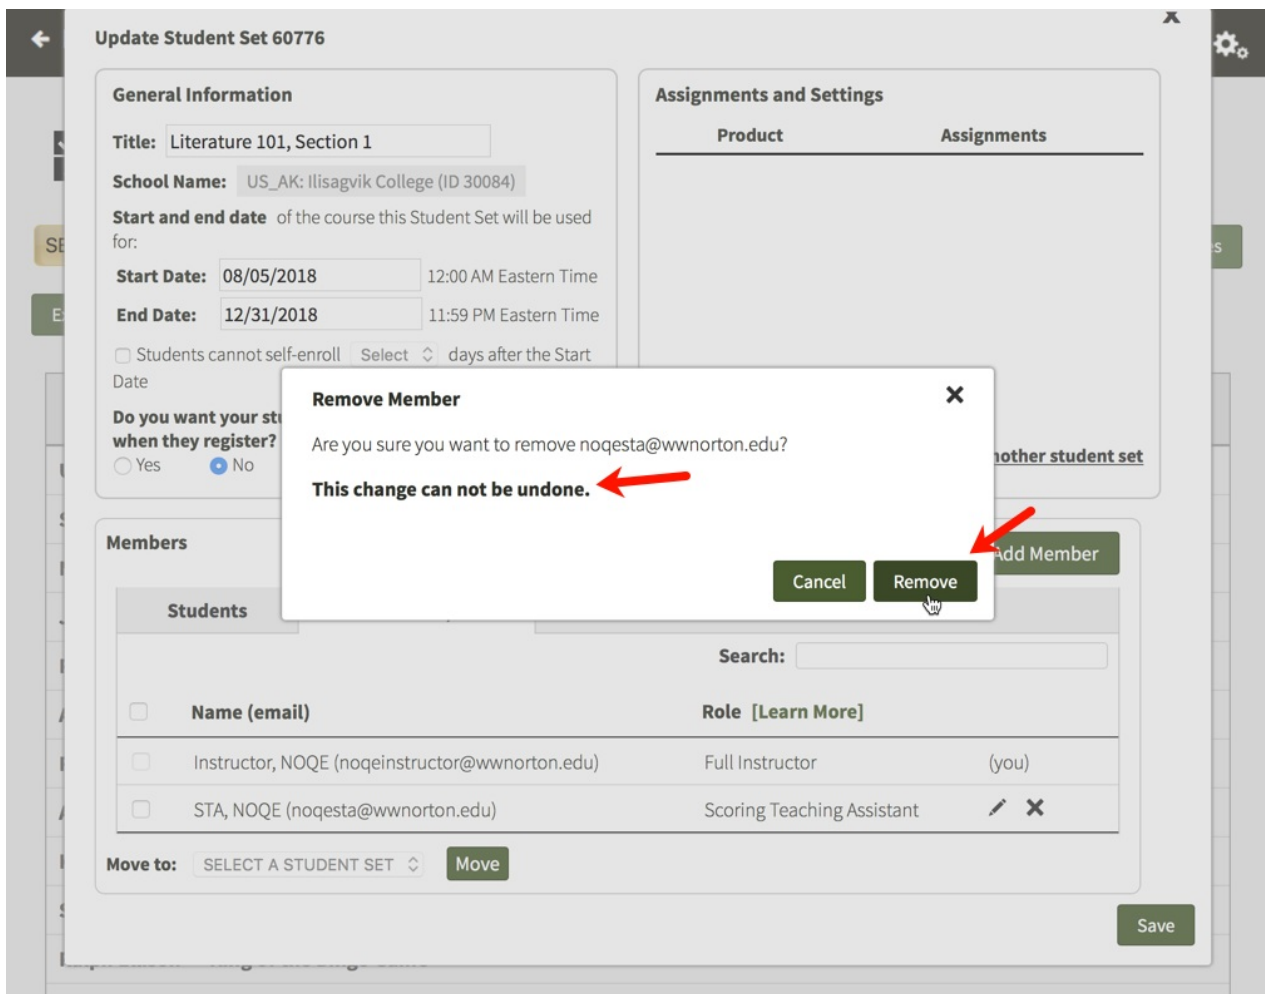 Update Student Set 60776
X
General Information
Title: Literature 101, Section 1
School Name: US_AK: Ilisagvik College (ID 30084)
Start and end date of the course this Student Set will be used
for:
Start Date: 08/05/2018 12:00 AM Eastern Time
End Date: 12/31/2018 11:59 PM Eastern Time
Students cannot self-enroll Select days after the Start
Date
Do you want your
when they register?
Yes No
Assignments and Settings
Product Assignments
student set
Remove Member
Are you sure you want to remove noqesta@wwnorton.edu?
This change can not be undone.
Cancel Remove
Members
Add Member
Students
Search:
Name (email) Role [Learn More]
Instructor, NOQE (noqeinstructor@wwnorton.edu) Full Instructor (you)
STA, NOQE (noqesta@wwnorton.edu) Scoring Teaching Assistant
Move to: SELECT A STUDENT SET Move
Save